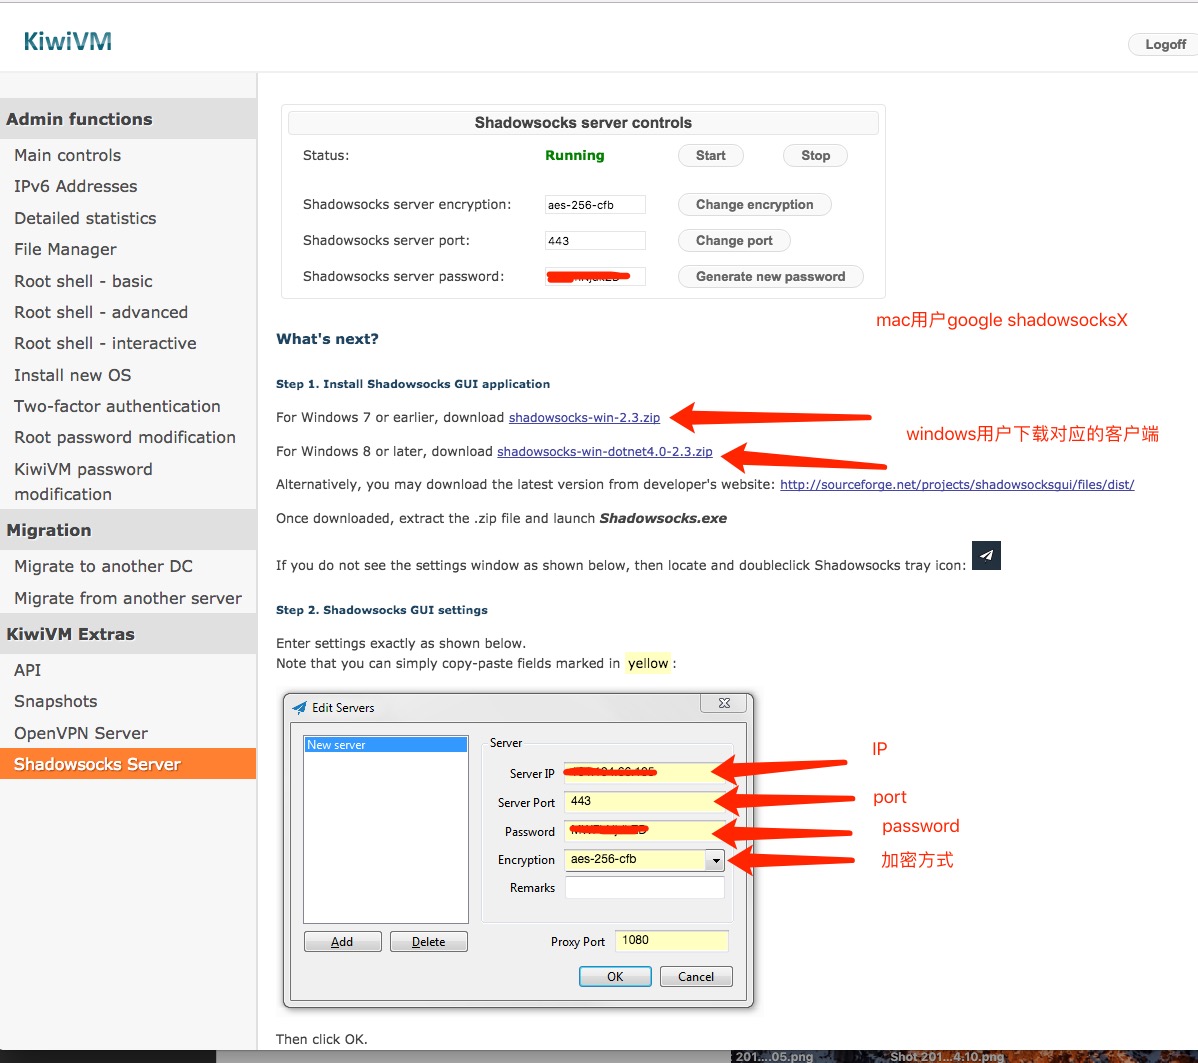 KiwiVM
Logoff
Admin functions
Main controls
IPv6 Addresses
Detailed statistics
File Manager
Root shell - basic
Root shell - advanced
Root shell - interactive
Install new OS
Two-factor authentication
Root password modification
KiwiVM password
modification
Migration
Migrate to another DC
Migrate from another server
KiwiVM Extras
API
Snapshots
OpenVPN Server
Shadowsocks Server
Shadowsocks server controls
Status: Running Start Stop
Shadowsocks server encryption: aes-256-cfb Change encryption
Shadowsocks server port: 443 Change port
Shadowsocks server password: Generate new password
mac用户google shadowsocksX
What's next?
Step 1. Install Shadowsocks GUI application
For Windows 7 or earlier, download shadowsocks-win-2.3.zip
windows用户下载对应的客户端
For Windows 8 or later, download shadowsocks-win-dotnet4.0-2.3.zip
Alternatively, you may download the latest version from developer's website: http://sourceforge.net/projects/shadowsocksgui/files/dist/
Once downloaded, extract the .zip file and launch Shadowsocks.exe
If you do not see the settings window as shown below, then locate and doubleclick Shadowsocks tray icon:
Step 2. Shadowsocks GUI settings
Enter settings exactly as shown below.
Note that you can simply copy-paste fields marked in yellow :
Edit Servers
New server
Server
Server IP
IP
Server Port 443
port
Password
password
Encryption aes-256-cfb
加密方式
Remarks
Add Delete Proxy Port 1080
OK Cancel
Then click OK.
201....05.png Shot 201...4:10.png